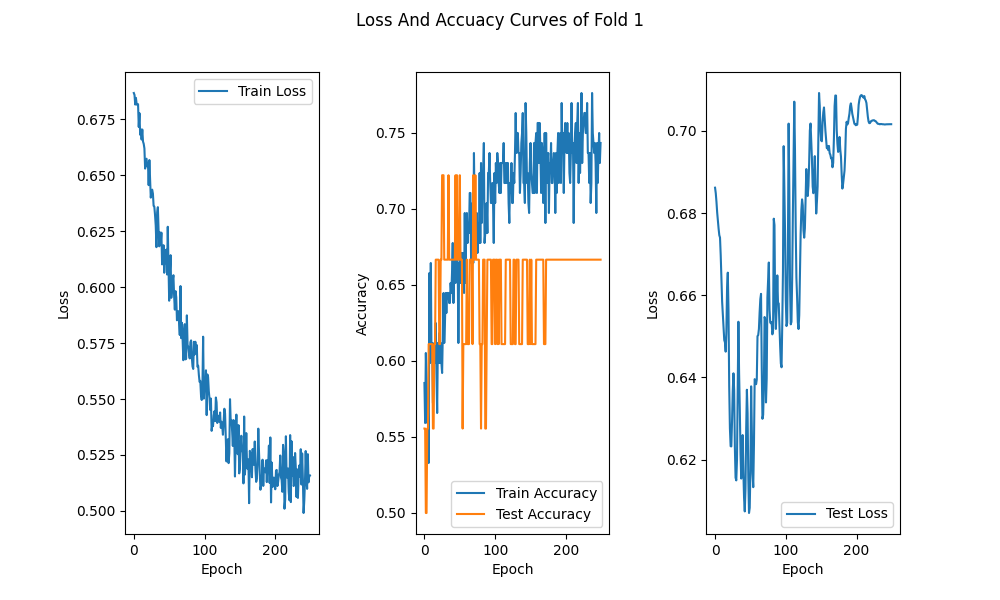 Loss And Accuacy Curves of Fold 1
Train Loss
0.675
0.650
0.625
0.600
0.575
0.550
0.525
0.500
Loss
0
100
200
Epoch
0.75
0.70
0.65
0.60
0.55
0.50
Accuracy
Train Accuracy
Test Accuracy
0
100
200
Epoch
0.70
0.68
0.66
0.64
0.62
Loss
Test Loss
0
100
200
Epoch